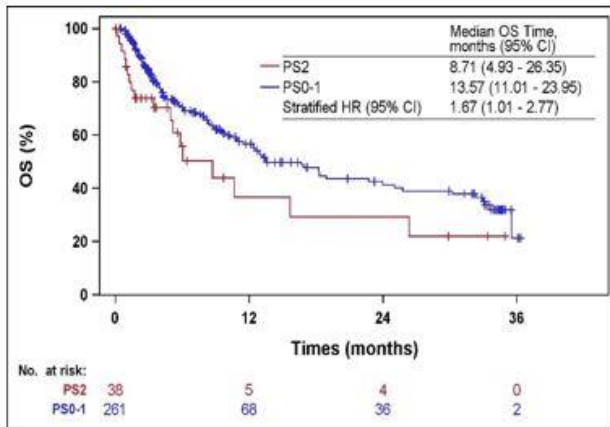 Median OS Time,
months (95% CI)
PS2 8.71 (4.93 - 26.35)
PS0-1 13.57 (11.01 - 23.95)
Stratified HR (95% CI) 1.67 (1.01 - 2.77)
100
80
60
40
20
0
OS (%)
0 12 24 36
Times (months)
No. at risk:
PS2 38 5 4 0
PS0-1 261 68 36 2